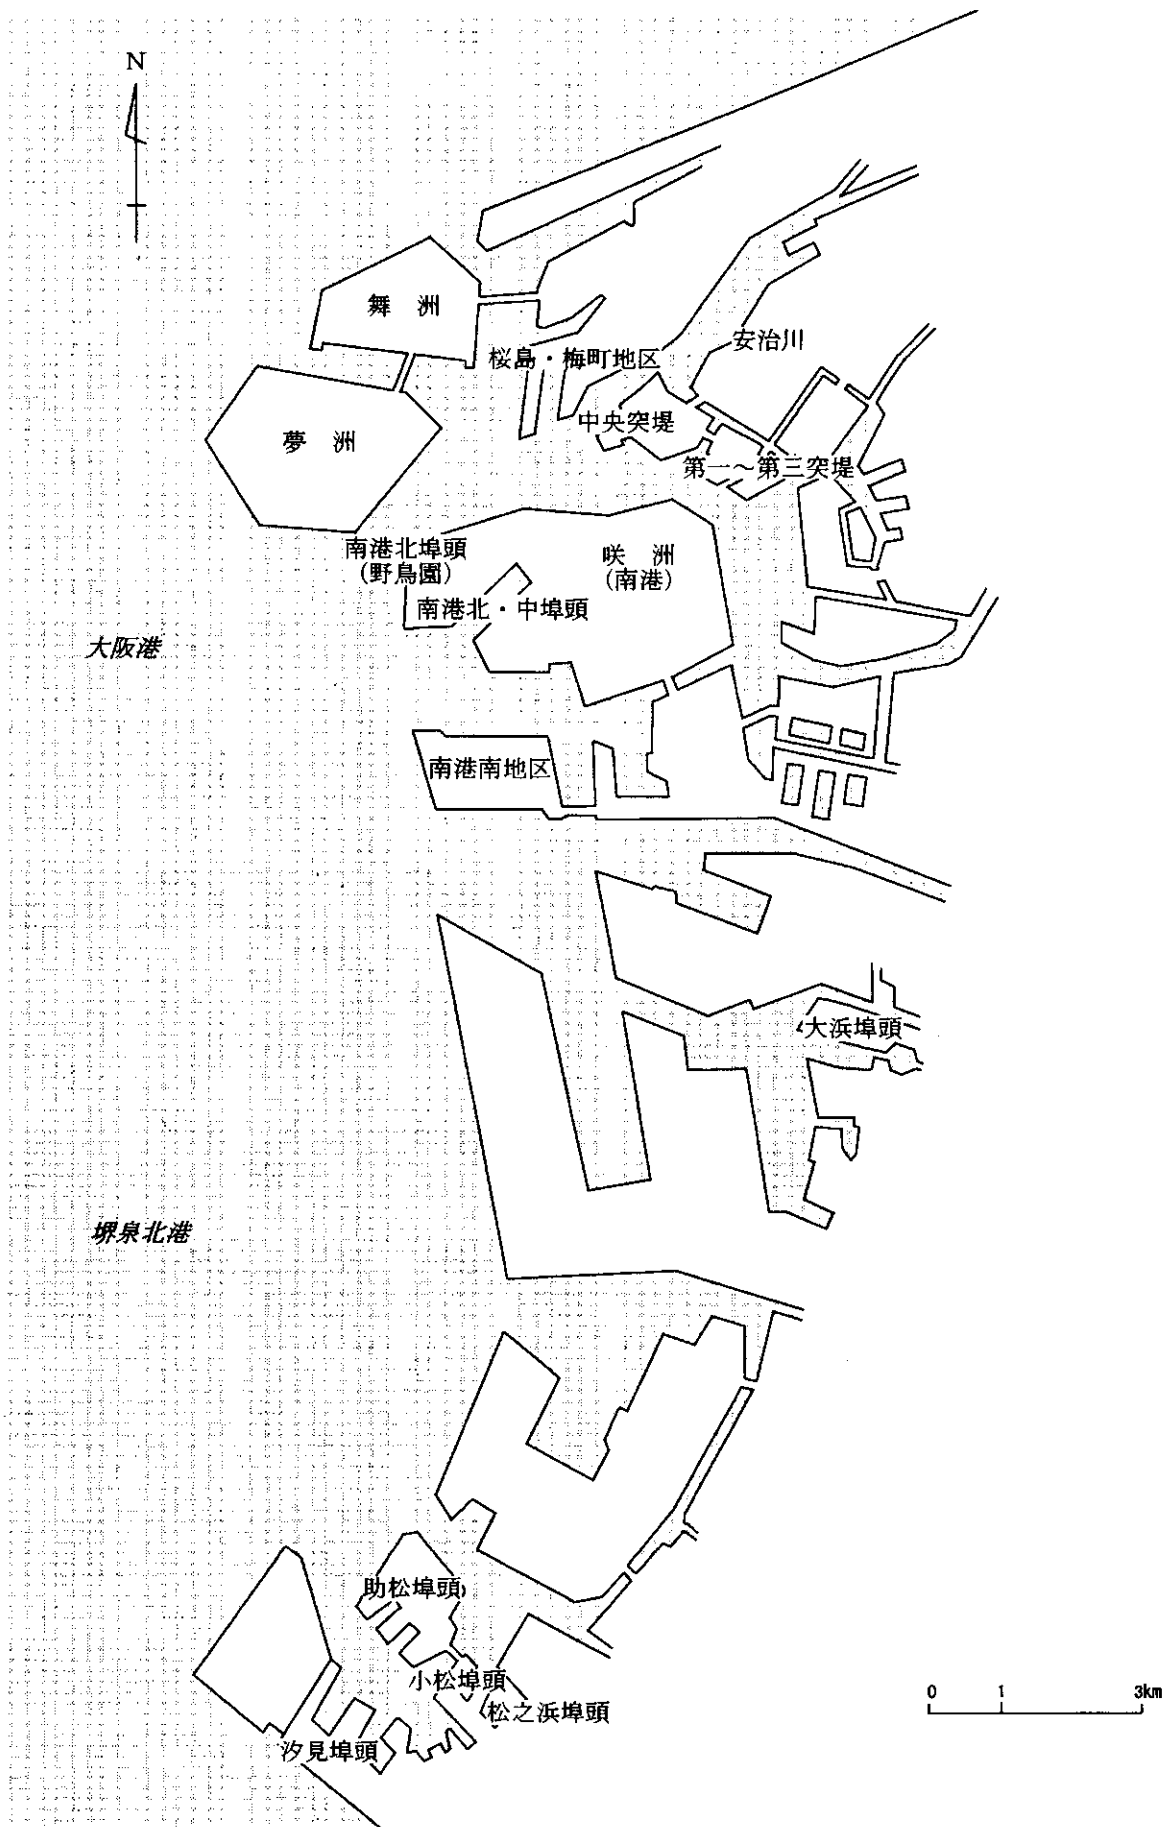 N
舞 洲
桜島・梅町地区
安治川
中央突堤
夢 洲
第一～第三突堤
南港北埠頭
(野鳥園)
咲 洲
(南港)
南港北・中埠頭
大阪港
南港南地区
大浜埠頭
堺泉北港
助松埠頭
小松埠頭
松之浜埠頭
汐見埠頭
0 1 3km